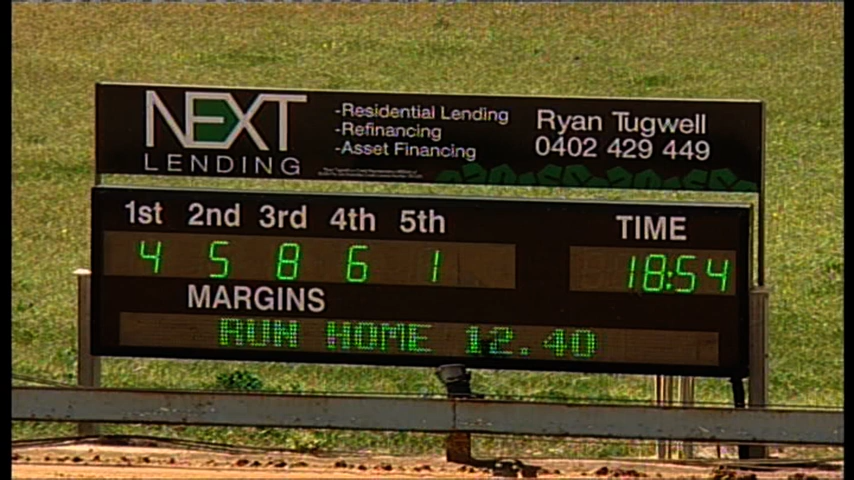 NEXT
LENDING
-Residential Lending
-Refinancing
-Asset Financing
Ryan Tugwell
0402 429 449
1st 2nd 3rd 4th 5th TIME
4 5 8 6 1 18:54
MARGINS
RUN HOME 12.40